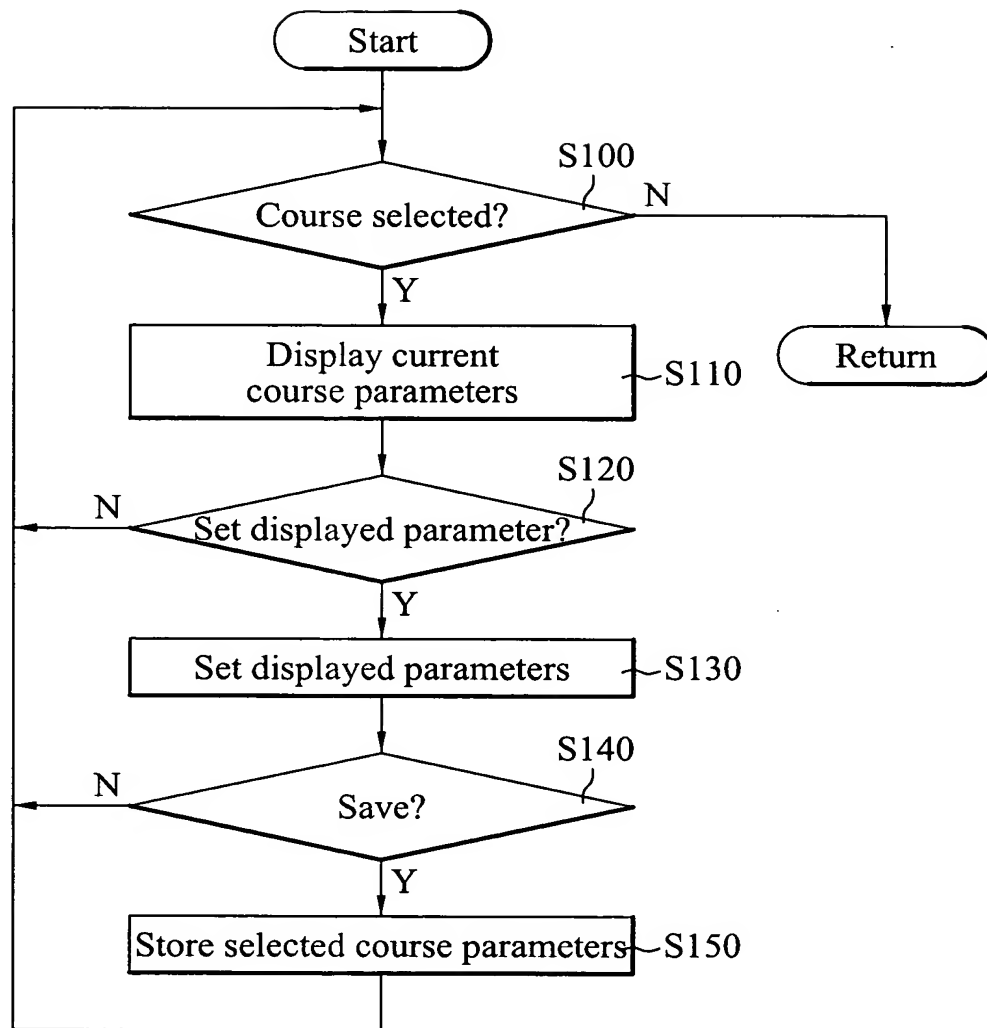 Start
S100
N
Course selected?
Y
Display current
course parameters
S110
Return
S120
N
Set displayed parameter?
Y
Set displayed parameters
S130
S140
N
Save?
Y
Store selected course parameters
S150